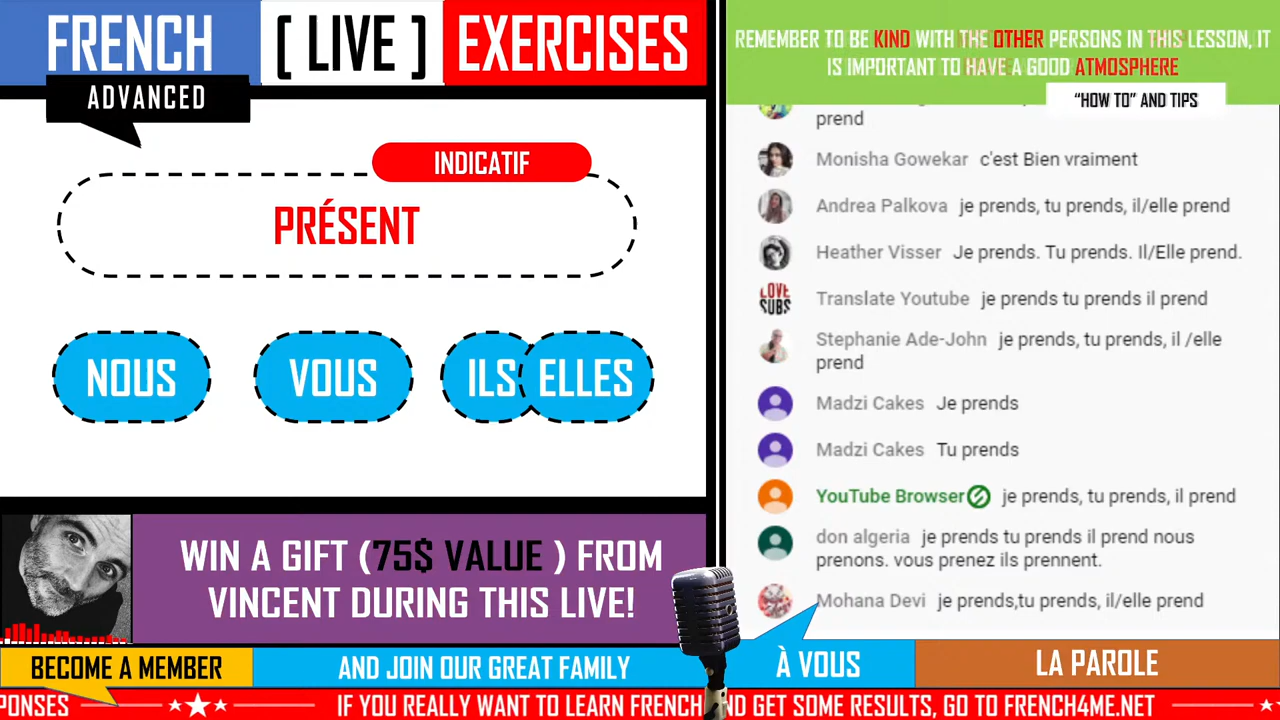 FRENCH
[ LIVE ]
EXERCISES
ADVANCED
INDICATIF
PRÉSENT
NOUS
VOUS
ILS
ELLES
WIN A GIFT (75$ VALUE ) FROM
VINCENT DURING THIS LIVE!
REMEMBER TO BE KIND WITH THE OTHER PERSONS IN THIS LESSON, IT
IS IMPORTANT TO HAVE A GOOD ATMOSPHERE
“HOW TO” AND TIPS
prend
Monisha Gowekar c'est Bien vraiment
Andrea Palkova je prends, tu prends, il/elle prend
Heather Visser Je prends. Tu prends. Il/Elle prend.
LOVE
SUBS
Translate Youtube je prends tu prends il prend
Stephanie Ade-John je prends, tu prends, il /elle
prend
Madzi Cakes Je prends
Madzi Cakes Tu prends
YouTube Browser je prends, tu prends, il prend
don algeria je prends tu prends il prend nous
prenons. vous prenez ils prennent.
Mohana Devi je prends,tu prends, il/elle prend
BECOME A MEMBER
AND JOIN OUR GREAT FAMILY
À VOUS
LA PAROLE
PONSES
IF YOU REALLY WANT TO LEARN FRENCH AND GET SOME RESULTS, GO TO FRENCH4ME.NET